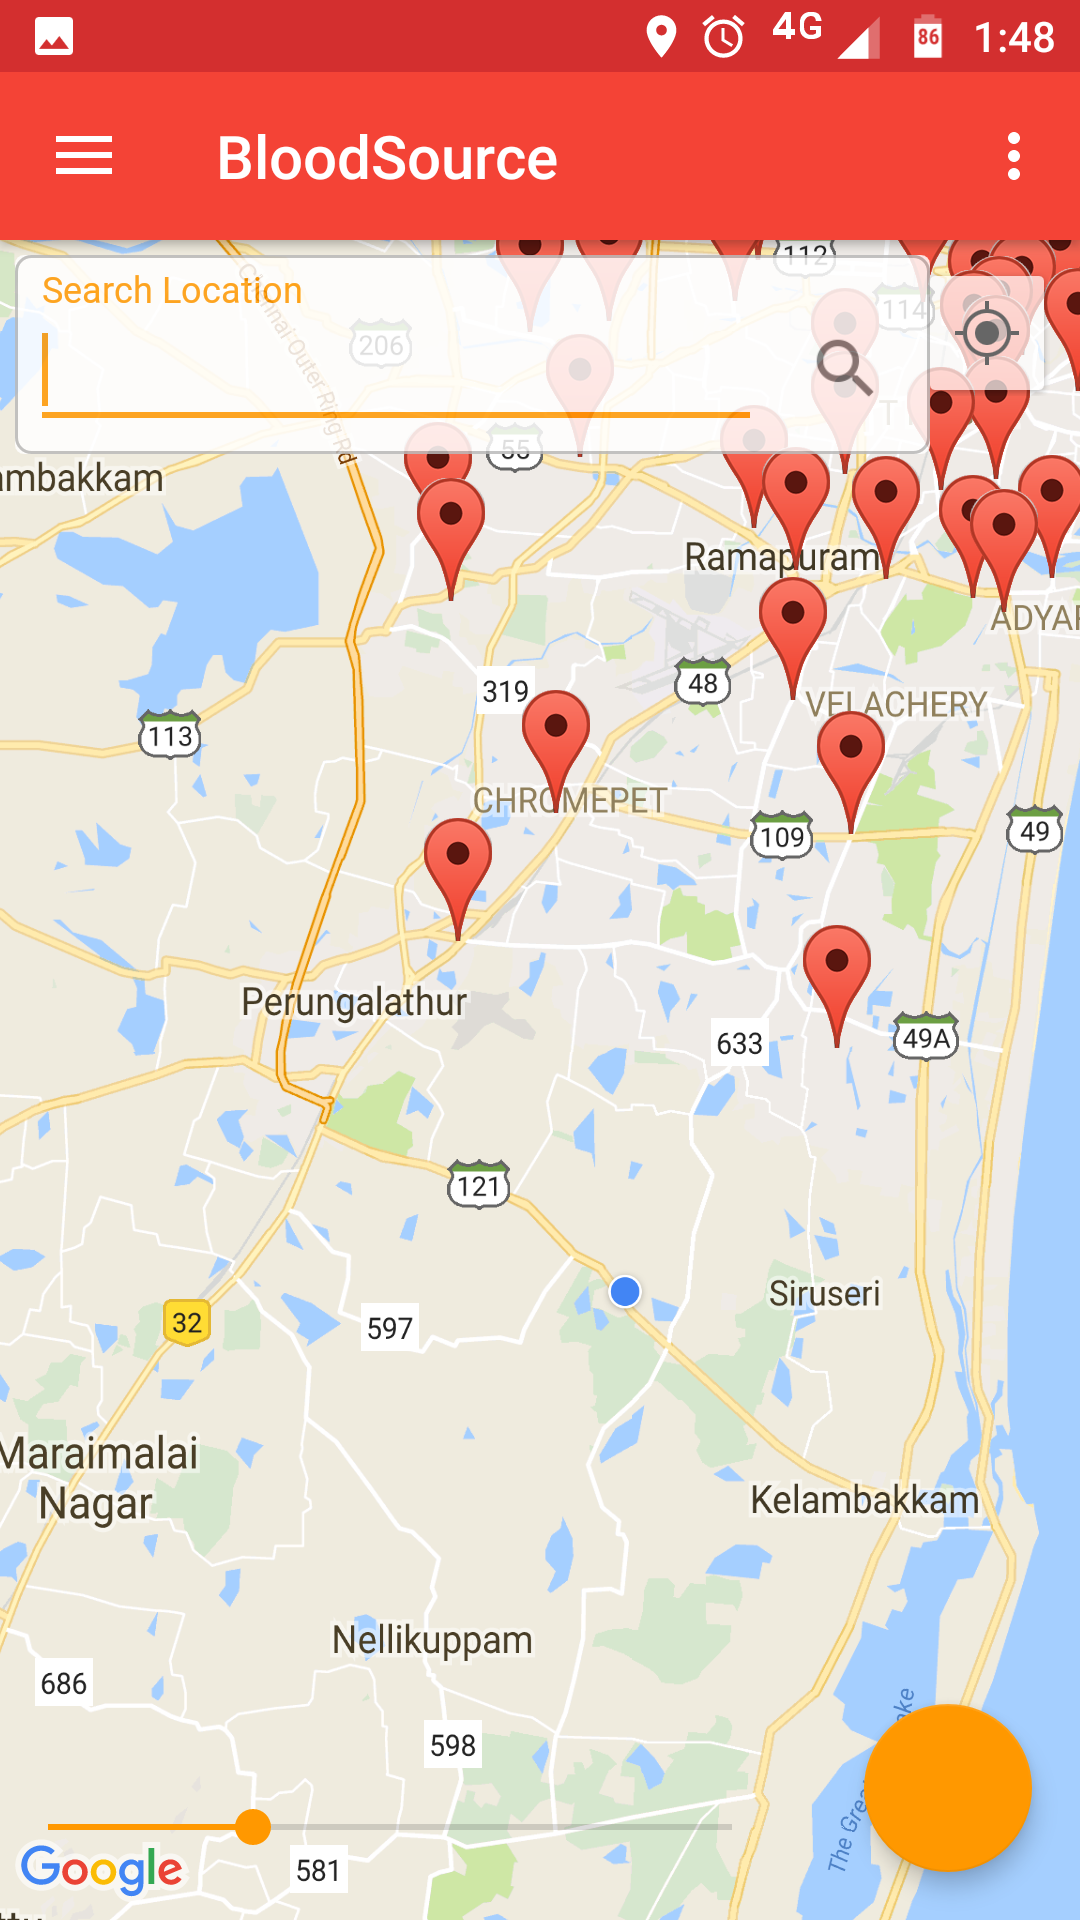 4G
86
1:48
BloodSource
Search Location
112
114
206
Chennai Outer Ring Rd
T
55
ambakkam
Ramapuram
ADYAR
319
48
VELACHERY
113
CHROMEPET
109
49
Perungalathur
633
49A
121
Siruseri
32
597
Maraimalai
Nagar
Kelambakkam
Nellikuppam
686
598
The Grea
ake
581
Google